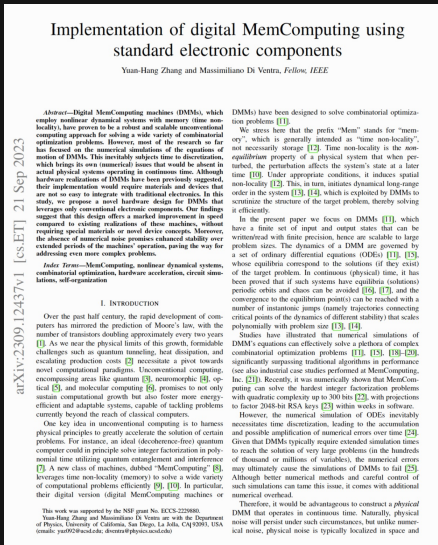 Implementation of digital MemComputing using
standard electronic components
Yuan-Hang Zhang and Massimiliano Di Ventra, Fellow, IEEE
arXiv:2309.12437v1 [cs.ET] 21 Sep 2023
Abstract—Digital MemComputing machines (DMMs), which
employ nonlinear dynamical systems with memory (time non-
locality), have proven to be a robust and scalable unconventional
computing approach for solving a wide variety of combinatorial
optimization problems. However, most of the research so far
has focused on the numerical simulations of the equations of
motion of DMMs. This inevitably subjects time to discretization,
which brings its own (numerical) issues that would be absent in
actual physical systems operating in continuous time. Although
hardware realizations of DMMs have been previously suggested,
their implementation would require materials and devices that
are not so easy to integrate with traditional electronics. In this
study, we propose a novel hardware design for DMMs that
leverages only conventional electronic components. Our findings
suggest that this design offers a marked improvement in speed
compared to existing realizations of these machines, without
requiring special materials or novel device concepts. Moreover, the
absence of numerical noise promises enhanced stability over
extended periods of the machines' operation, paving the way for
addressing even more complex problems.
Index Terms—MemComputing, nonlinear dynamical systems,
combinatorial optimization, hardware acceleration, circuit simu-
lations, self-organization
I. INTRODUCTION
Over the past half century, the rapid development of com-
puters has mirrored the prediction of Moore's law, with the
number of transistors doubling approximately every two years
[1]. As we near the physical limits of this growth, formidable
challenges such as quantum tunneling, heat dissipation, and
escalating production costs [2] necessitate a pivot towards
novel computational paradigms. Unconventional computing,
encompassing areas like quantum [3], neuromorphic [4], op-
tical [5], and molecular computing [6], promises to not only
sustain computational growth but also foster more energy-
efficient and adaptable systems, capable of tackling problems
currently beyond the reach of classical computers.
One key idea in unconventional computing is to harness
physical principles to greatly accelerate the solution of certain
problems. For instance, an ideal (decoherence-free) quantum
computer could in principle solve integer factorization in poly-
nomial time utilizing quantum entanglement and interference
[7]. A new class of machines, dubbed "MemComputing" [8],
leverages time non-locality (memory) to solve a wide variety
of computational problems efficiently [9], [10]. In particular,
their digital version (digital MemComputing machines or
This work was supported by the NSF grant No. ECCS-2229880.
Yuan-Hang Zhang and Massimiliano Di Ventra are with the Department
of Physics, University of California, San Diego, La Jolla, CA, 92093, USA
(emails: yuz092@ucsd.edu; diventra@physics.ucsd.edu)
DMMs) have been designed to solve combinatorial optimiza-
tion problems [11].
We stress here that the prefix "Mem" stands for "mem-
ory", which is generally intended as "time non-locality",
not necessarily storage [12]. Time non-locality is the non-
equilibrium property of a physical system that when per-
turbed, the perturbation affects the system's state at a later
time [10]. Under appropriate conditions, it induces spatial
non-locality [12]. This, in turn, initiates dynamical long-range
order in the system [13], [14], which is exploited by DMMs to
scrutinize the structure of the target problem, thereby solving
it efficiently.
In the present paper we focus on DMMs [11], which
have a finite set of input and output states that can be
written/read with finite precision, hence are scalable to large
problem sizes. The dynamics of a DMM are governed by
a set of ordinary differential equations (ODEs) [11], [15],
whose equilibria correspond to the solutions (if they exist)
of the target problem. In continuous (physical) time, it has
been proved that if such systems have equilibria (solutions)
periodic orbits and chaos can be avoided [16], [17], and the
convergence to the equilibrium point(s) can be reached with a
number of instantonic jumps (namely trajectories connecting
critical points of the dynamics of different stability) that scales
polynomially with problem size [13], [14].
Studies have illustrated that numerical simulations of
DMM's equations can effectively solve a plethora of complex
combinatorial optimization problems [11], [15], [18]–[20],
significantly surpassing traditional algorithms in performance
(see also industrial case studies performed at MemComputing,
Inc. [21]). Recently, it was numerically shown that MemCom-
puting can solve the hardest integer factorization problems
with quadratic complexity up to 300 bits [22], with projections
to factor 2048-bit RSA keys [23] within weeks in software.
However, the numerical simulation of ODEs inevitably
necessitates time discretization, leading to the accumulation
and possible amplification of numerical errors over time [24].
Given that DMMs typically require extended simulation times
to reach the solution of very large problems (in the hundreds
of thousand or millions of variables), the numerical errors
may ultimately cause the simulations of DMMs to fail [25].
Although better numerical methods and careful control of
such simulations can tame this issue, it comes with additional
numerical overhead.
Therefore, it would be advantageous to construct a physical
DMM that operates in continuous time. Naturally, physical
noise will persist under such circumstances, but unlike numer-
ical noise, physical noise is typically localized in space and